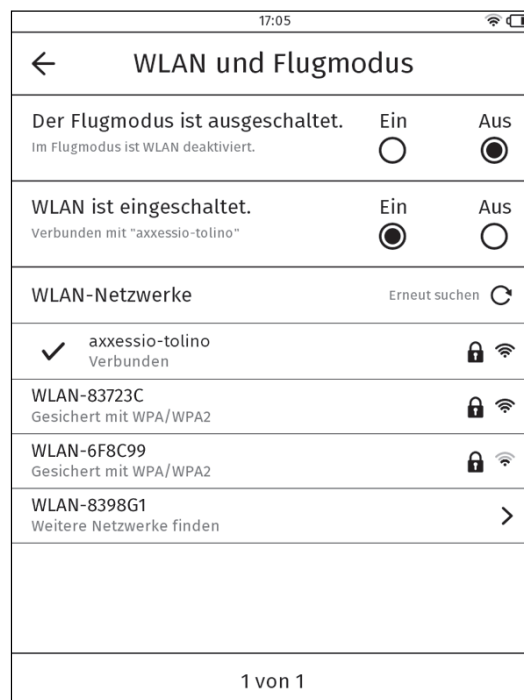 17:05
WLAN und Flugmodus
Der Flugmodus ist ausgeschaltet. Ein Aus
Im Flugmodus ist WLAN deaktiviert.
WLAN ist eingeschaltet. Ein Aus
Verbunden mit "axxessio-tolino"
WLAN-Netzwerke Erneut suchen
axxessio-tolino
Verbunden
WLAN-83723C
Gesichert mit WPA/WPA2
WLAN-6F8C99
Gesichert mit WPA/WPA2
WLAN-8398G1
Weitere Netzwerke finden
1 von 1